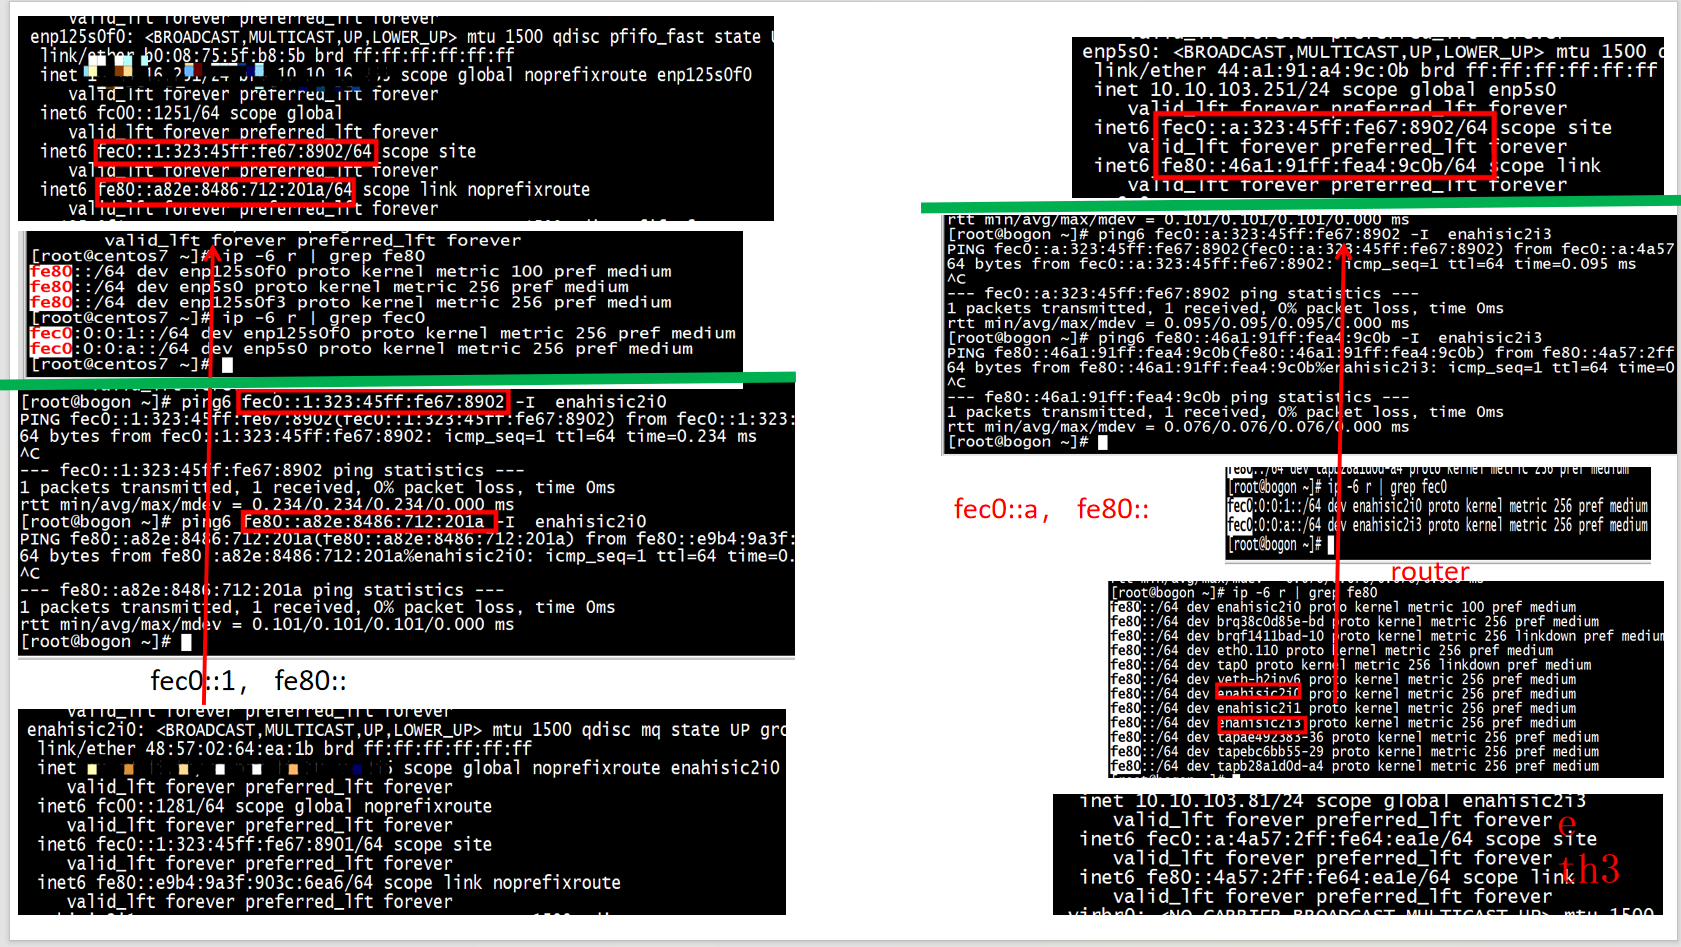 valid_lft forever preferred_lft forever
enp125s0f0: <BROADCAST,MULTICAST,UP,LOWER_UP> mtu 1500 qdisc pfifo_fast state
link/ether b0:08:75:5f:b8:5b brd ff:ff:ff:ff:ff:ff
inet 10.10.16 scope global noprefixroute enp125s0f0
valid_lft forever preferred_lft forever
inet6 fc00::1251/64 scope global
valid_lft forever preferred_lft forever
inet6 fec0::1:323:45ff:fe67:8902/64 scope site
valid_lft forever preferred_lft forever
inet6 fe80::a82e:8486:712:201a/64 scope link noprefixroute
valid_lft forever preferred_lft forever
valid_lft forever preferred_lft forever
[root@centos7 ~]# ip -6 r | grep fe80
fe80::/64 dev enp125s0f0 proto kernel metric 100 pref medium
fe80::/64 dev enp5s0 proto kernel metric 256 pref medium
fe80::/64 dev enp125s0f3 proto kernel metric 256 pref medium
[root@centos7 ~]# ip -6 r | grep fec0
fec0:0:0:1::/64 dev enp125s0f0 proto kernel metric 256 pref medium
fec0:0:0:a::/64 dev enp5s0 proto kernel metric 256 pref medium
[root@centos7 ~]#
[root@bogon ~]# ping6 fec0::1:323:45ff:fe67:8902 -I enahisic2i0
PING fec0::1:323:45ff:fe67:8902(fec0::1:323:45ff:fe67:8902) from fec0::1:323:
64 bytes from fec0::1:323:45ff:fe67:8902: icmp_seq=1 ttl=64 time=0.234 ms
^C
--- fec0::1:323:45ff:fe67:8902 ping statistics ---
1 packets transmitted, 1 received, 0% packet loss, time 0ms
rtt min/avg/max/mdev = 0.234/0.234/0.234/0.000 ms
[root@bogon ~]# ping6 fe80::a82e:8486:712:201a -I enahisic2i0
PING fe80::a82e:8486:712:201a(fe80::a82e:8486:712:201a) from fe80::e9b4:9a3f:
64 bytes from fe80::a82e:8486:712:201a%enahisic2i0: icmp_seq=1 ttl=64 time=0.
^C
--- fe80::a82e:8486:712:201a ping statistics ---
1 packets transmitted, 1 received, 0% packet loss, time 0ms
rtt min/avg/max/mdev = 0.101/0.101/0.101/0.000 ms
[root@bogon ~]#
fec0::1， fe80::
valid_lft forever preferred_lft forever
enahisic2i0: <BROADCAST,MULTICAST,UP,LOWER_UP> mtu 1500 qdisc mq state UP gro
link/ether 48:57:02:64:ea:1b brd ff:ff:ff:ff:ff:ff
inet scope global noprefixroute enahisic2i0
valid_lft forever preferred_lft forever
inet6 fc00::1281/64 scope global noprefixroute
valid_lft forever preferred_lft forever
inet6 fec0::1:323:45ff:fe67:8901/64 scope site
valid_lft forever preferred_lft forever
inet6 fe80::e9b4:9a3f:903c:6ea6/64 scope link noprefixroute
valid_lft forever preferred_lft forever
enp5s0: <BROADCAST,MULTICAST,UP,LOWER_UP> mtu 1500 q
link/ether 44:a1:91:a4:9c:0b brd ff:ff:ff:ff:ff:ff
inet 10.10.103.251/24 scope global enp5s0
valid_lft forever preferred_lft forever
inet6 fec0::a:323:45ff:fe67:8902/64 scope site
valid_lft forever preferred_lft forever
inet6 fe80::46a1:91ff:fea4:9c0b/64 scope link
valid_lft forever preferred_lft forever
rtt min/avg/max/mdev = 0.101/0.101/0.101/0.000 ms
[root@bogon ~]# ping6 fec0::a:323:45ff:fe67:8902 -I enahisic2i3
PING fec0::a:323:45ff:fe67:8902(fec0::a:323:45ff:fe67:8902) from fec0::a:4a57
64 bytes from fec0::a:323:45ff:fe67:8902: icmp_seq=1 ttl=64 time=0.095 ms
^C
--- fec0::a:323:45ff:fe67:8902 ping statistics ---
1 packets transmitted, 1 received, 0% packet loss, time 0ms
rtt min/avg/max/mdev = 0.095/0.095/0.095/0.000 ms
[root@bogon ~]# ping6 fe80::46a1:91ff:fea4:9c0b -I enahisic2i3
PING fe80::46a1:91ff:fea4:9c0b(fe80::46a1:91ff:fea4:9c0b) from fe80::4a57:2ff
64 bytes from fe80::46a1:91ff:fea4:9c0b%enahisic2i3: icmp_seq=1 ttl=64 time=0
^C
--- fe80::46a1:91ff:fea4:9c0b ping statistics ---
1 packets transmitted, 1 received, 0% packet loss, time 0ms
rtt min/avg/max/mdev = 0.076/0.076/0.076/0.000 ms
[root@bogon ~]#
fec0::a， fe80::
fe80::/64 dev tapb28a1d0d-a4 proto kernel metric 256 pref medium
[root@bogon ~]# ip -6 r | grep fec0
fec0:0:0:1::/64 dev enahisic2i0 proto kernel metric 256 pref medium
fec0:0:0:a::/64 dev enahisic2i3 proto kernel metric 256 pref medium
[root@bogon ~]#
router
[root@bogon ~]# ip -6 r | grep fe80
fe80::/64 dev enahisic2i0 proto kernel metric 100 pref medium
fe80::/64 dev brq38c0d85e-bd proto kernel metric 256 pref medium
fe80::/64 dev brqf1411bad-10 proto kernel metric 256 linkdown pref medium
fe80::/64 dev eth0.110 proto kernel metric 256 pref medium
fe80::/64 dev tap0 proto kernel metric 256 linkdown pref medium
fe80::/64 dev veth-h2ipv6 proto kernel metric 256 pref medium
fe80::/64 dev enahisic2i0 proto kernel metric 256 pref medium
fe80::/64 dev enahisic2i1 proto kernel metric 256 pref medium
fe80::/64 dev enahisic2i3 proto kernel metric 256 pref medium
fe80::/64 dev tapae492383-36 proto kernel metric 256 pref medium
fe80::/64 dev tapebc6bb55-29 proto kernel metric 256 pref medium
fe80::/64 dev tapb28a1d0d-a4 proto kernel metric 256 pref medium
inet 10.10.103.81/24 scope global enahisic2i3
valid_lft forever preferred_lft forever
inet6 fec0::a:4a57:2ff:fe64:ea1e/64 scope site
valid_lft forever preferred_lft forever
inet6 fe80::4a57:2ff:fe64:ea1e/64 scope link
valid_lft forever preferred_lft forever
virbr0: <NO-CARRIER,BROADCAST,MULTICAST,UP> mtu 1500
e
th3